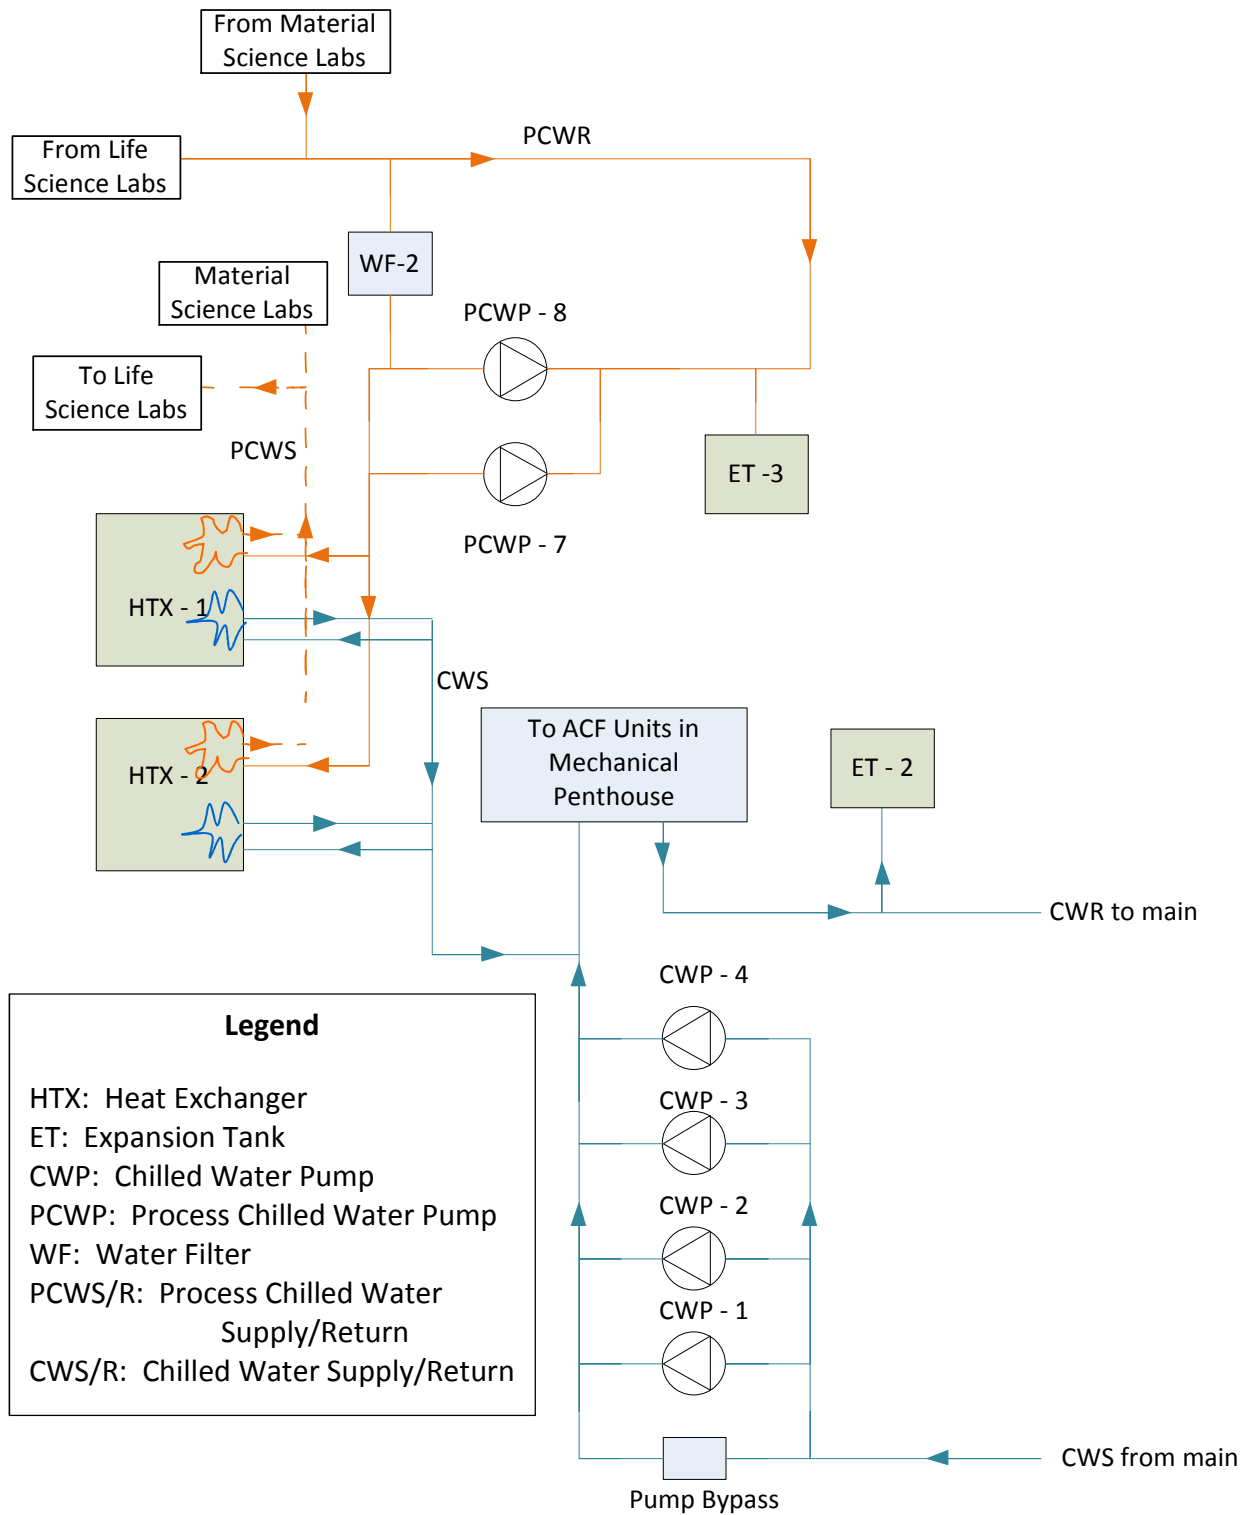 From Material
Science Labs
PCWR
From Life
Science Labs
WF-2
Material
Science Labs
PCWP - 8
To Life
Science Labs
PCWS
ET -3
PCWP - 7
HTX - 1
CWS
To ACF Units in
Mechanical
Penthouse
ET - 2
HTX - 2
CWR to main
CWP - 4
Legend
HTX:  Heat Exchanger
ET:  Expansion Tank
CWP:  Chilled Water Pump
PCWP:  Process Chilled Water Pump
WF:  Water Filter
PCWS/R:  Process Chilled Water
Supply/Return
CWS/R:  Chilled Water Supply/Return
CWP - 3
CWP - 2
CWP - 1
CWS from main
Pump Bypass